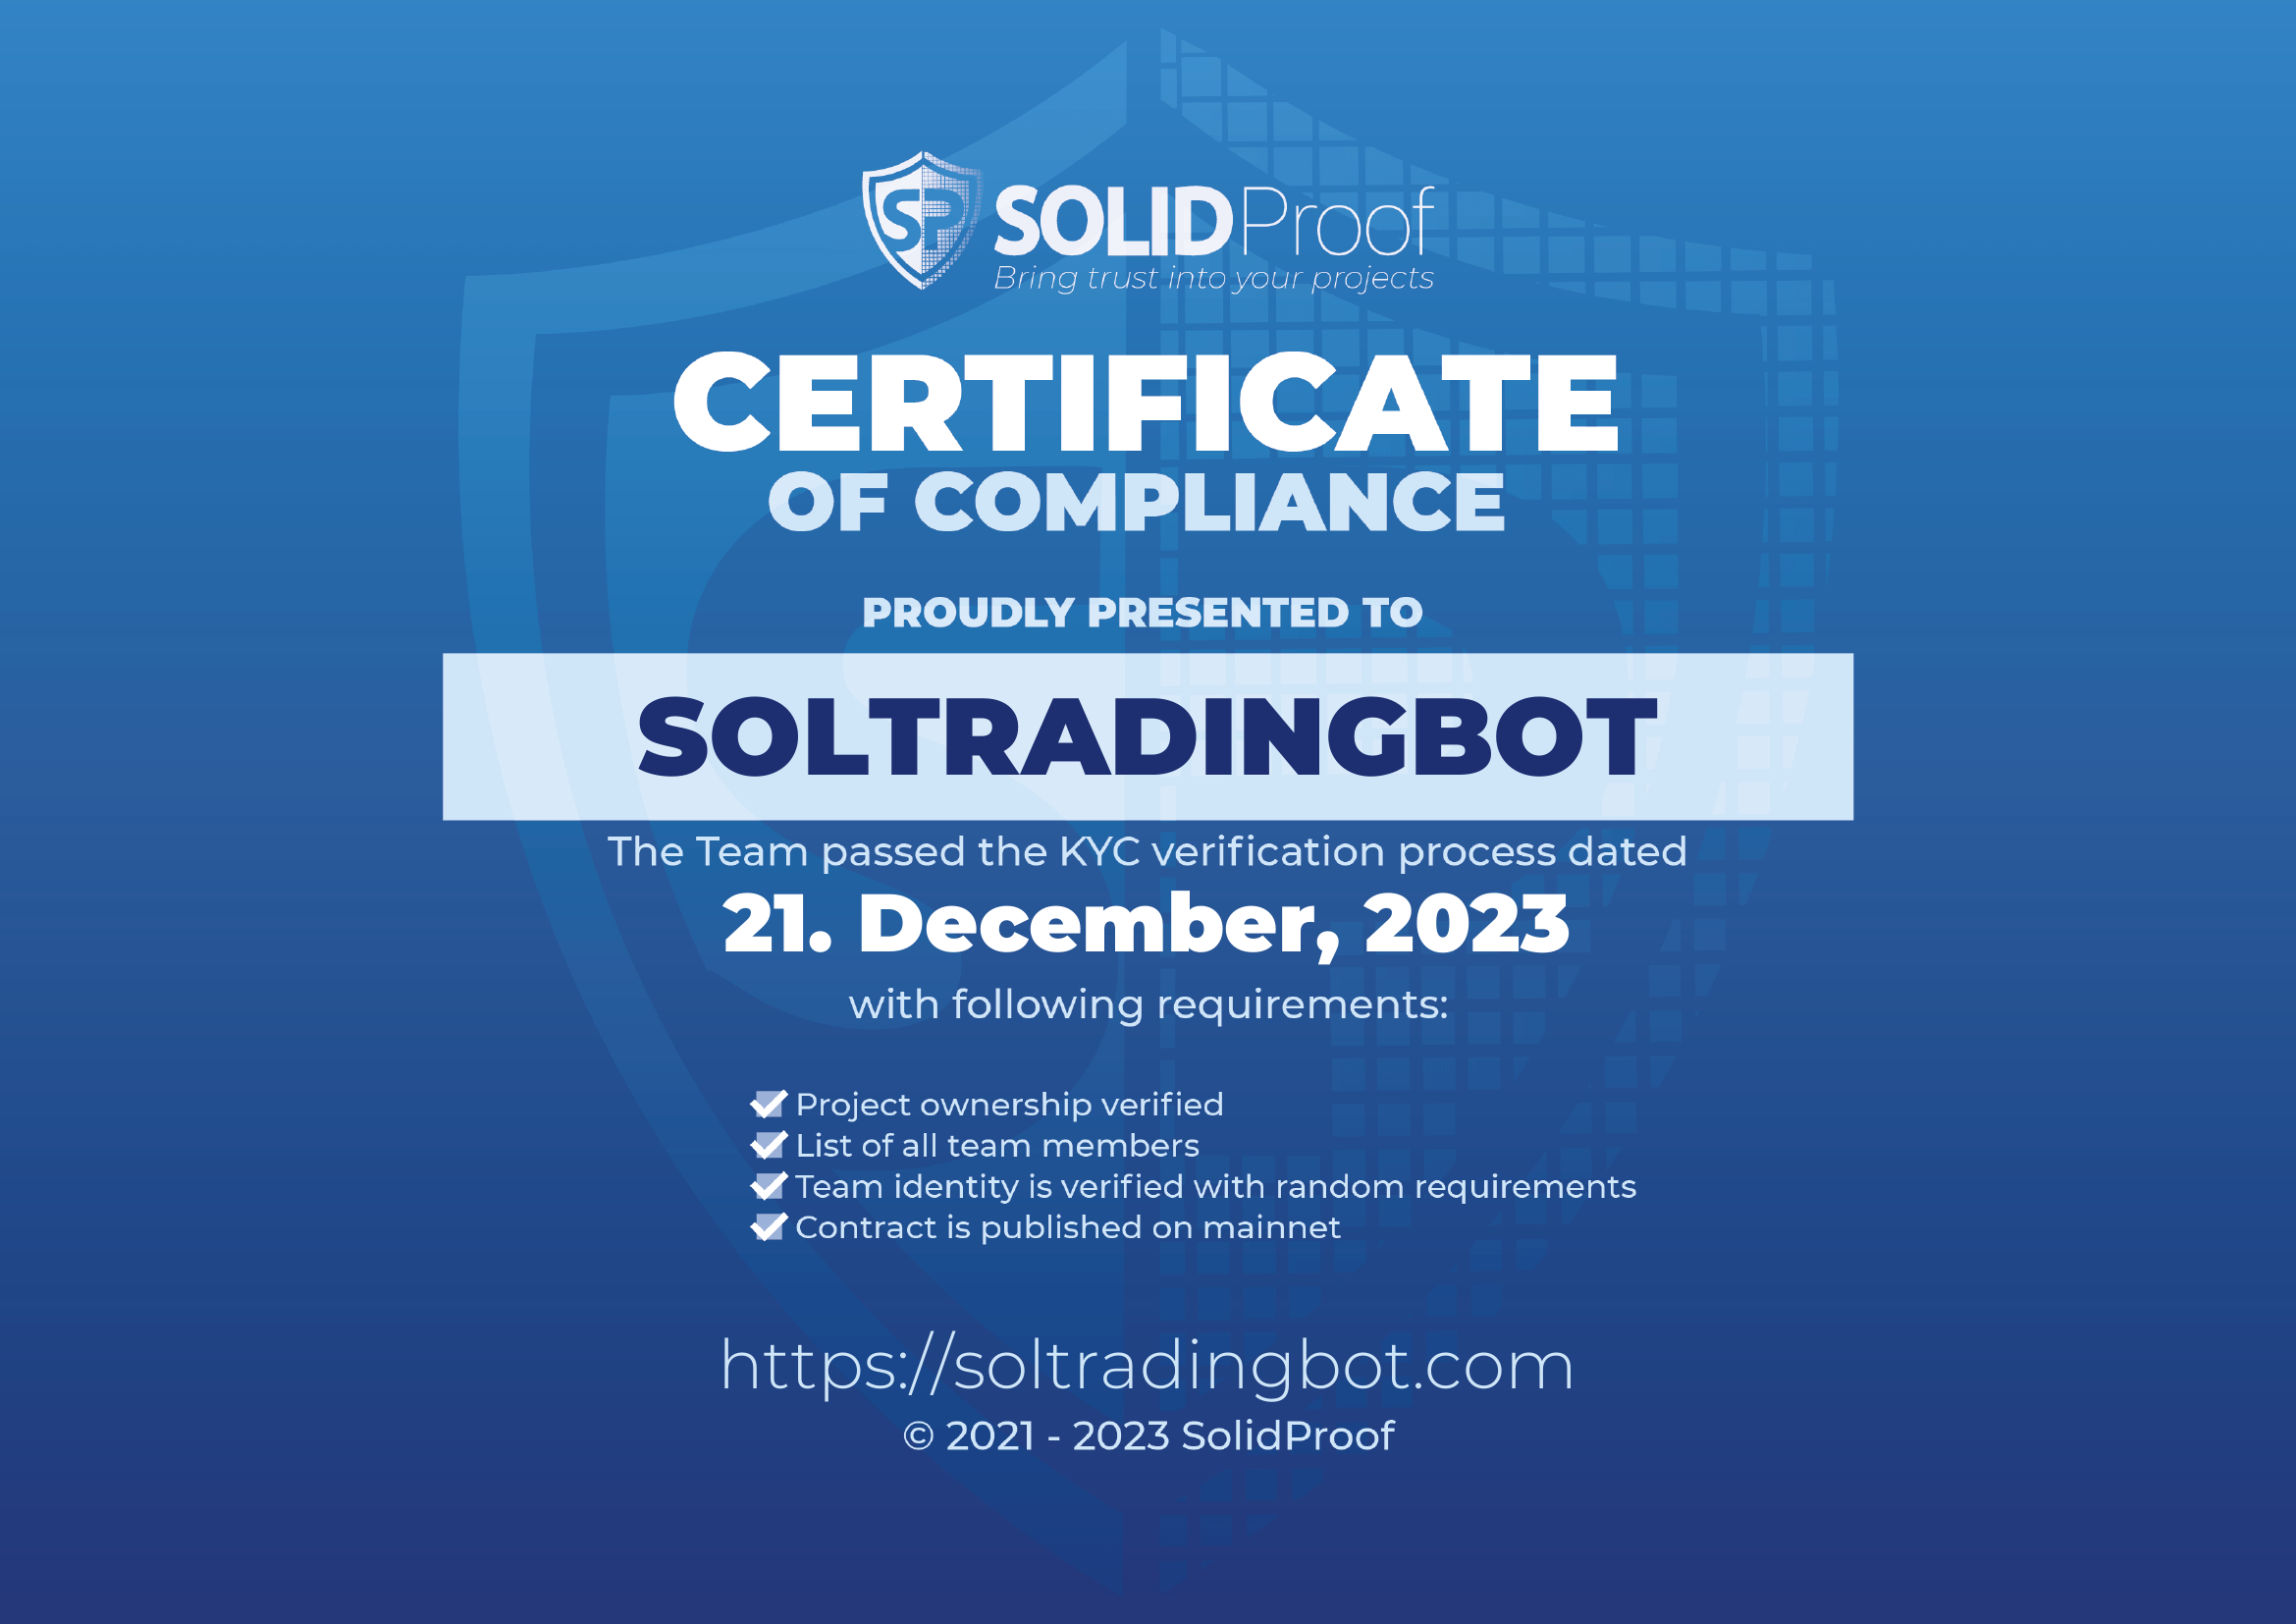 SP
SOLIDProof
Bring trust into your projects
CERTIFICATE
OF COMPLIANCE
PROUDLY PRESENTED TO
SOLTRADINGBOT
The Team passed the KYC verification process dated
21. December, 2023
with following requirements:
Project ownership verified
List of all team members
Team identity is verified with random requirements
Contract is published on mainnet
https://soltradingbot.com
© 2021 - 2023 SolidProof